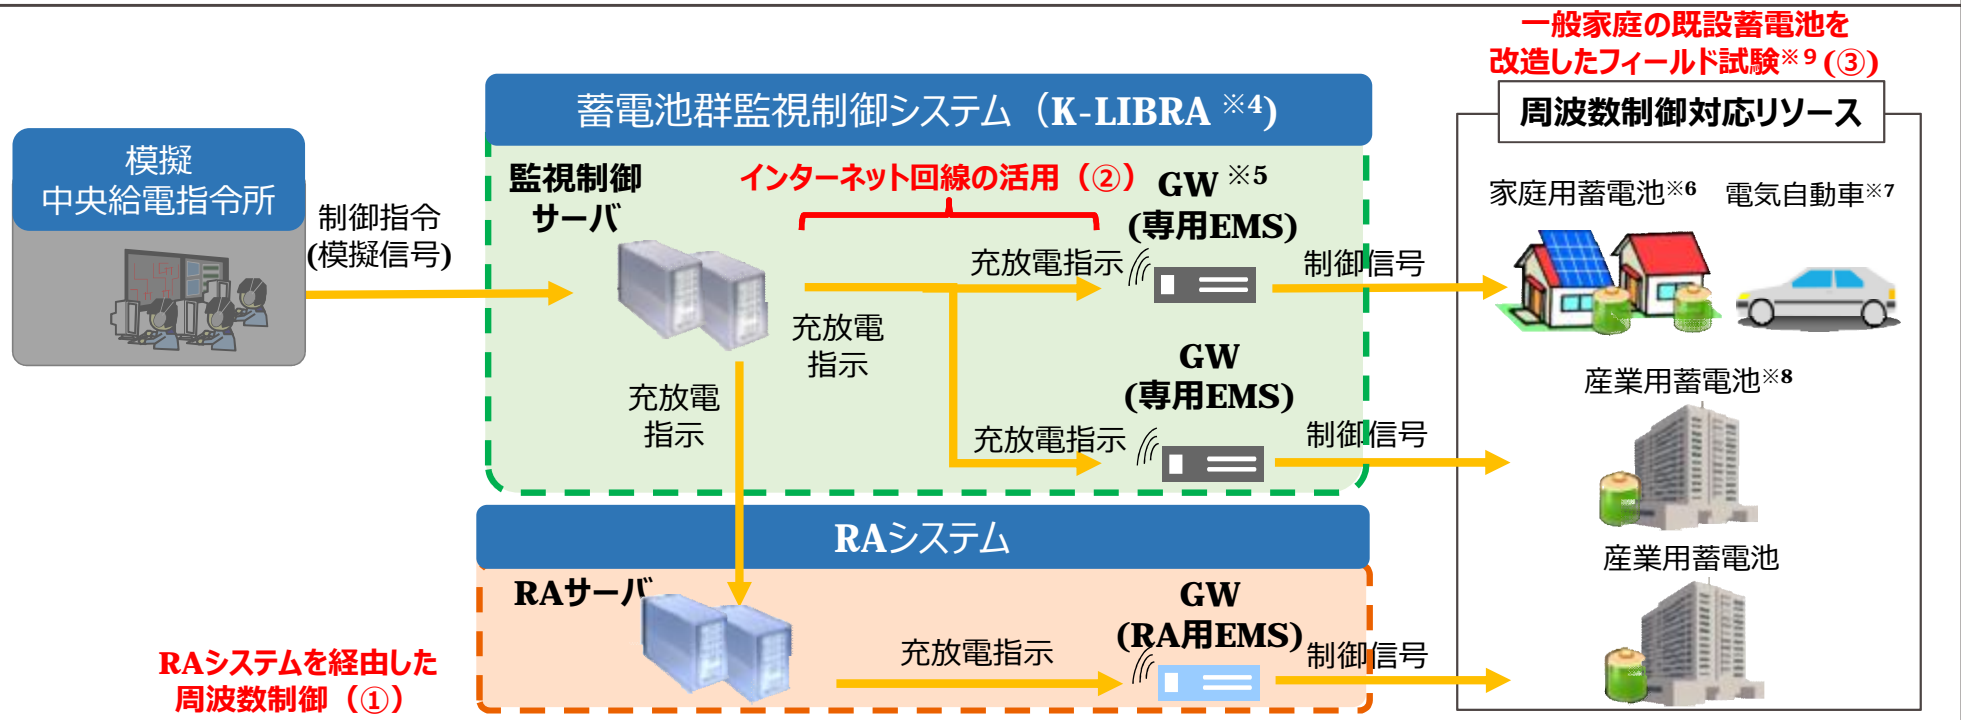 一般家庭の既設蓄電池を
改造したフィールド試験※9(③)
周波数制御対応リソース
蓄電池群監視制御システム（K-LIBRA ※4)
模擬
中央給電指令所
制御指令
(模擬信号)
監視制御
サーバ
インターネット回線の活用（②）
GW ※5
(専用EMS)
充放電指示
制御信号
家庭用蓄電池※6
電気自動車※7
充放電
指示
充放電
指示
GW
(専用EMS)
充放電指示
制御信号
産業用蓄電池※8
RAシステム
RAサーバ
GW
(RA用EMS)
充放電指示
制御信号
産業用蓄電池
RAシステムを経由した
周波数制御（①）